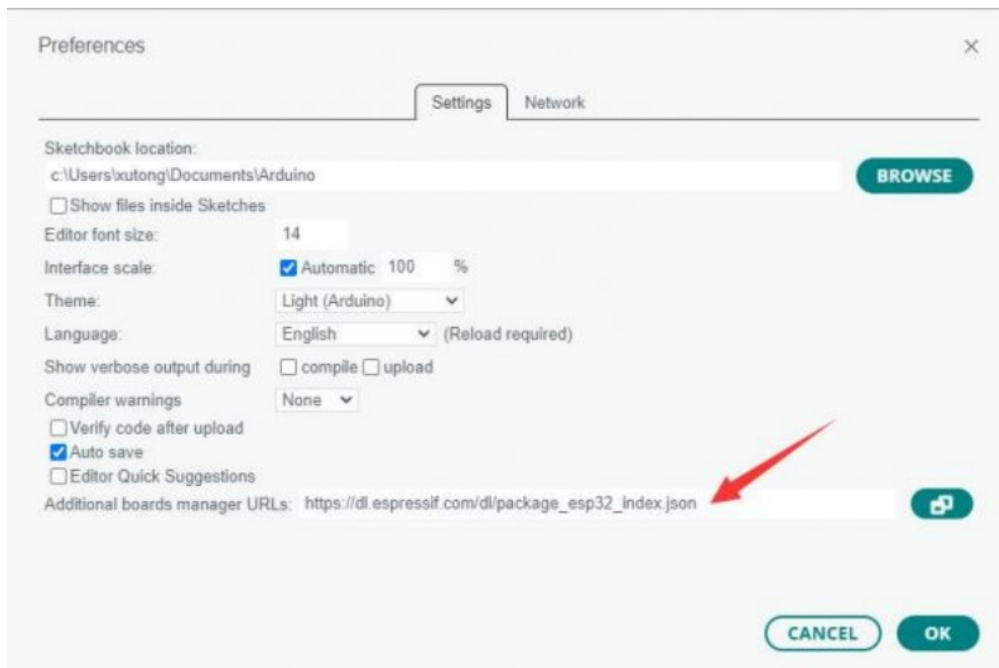 Preferences
Settings Network
Sketchbook location:
c:\Users\xutong\Documents\Arduino BROWSE
Show files inside Sketches
Editor font size: 14
Interface scale: Automatic 100 %
Theme: Light (Arduino)
Language: English (Reload required)
Show verbose output during compile upload
Compiler warnings None
Verify code after upload
Auto save
Editor Quick Suggestions
Additional boards manager URLs: https://dl.espressif.com/dl/package_esp32_index.json
CANCEL OK